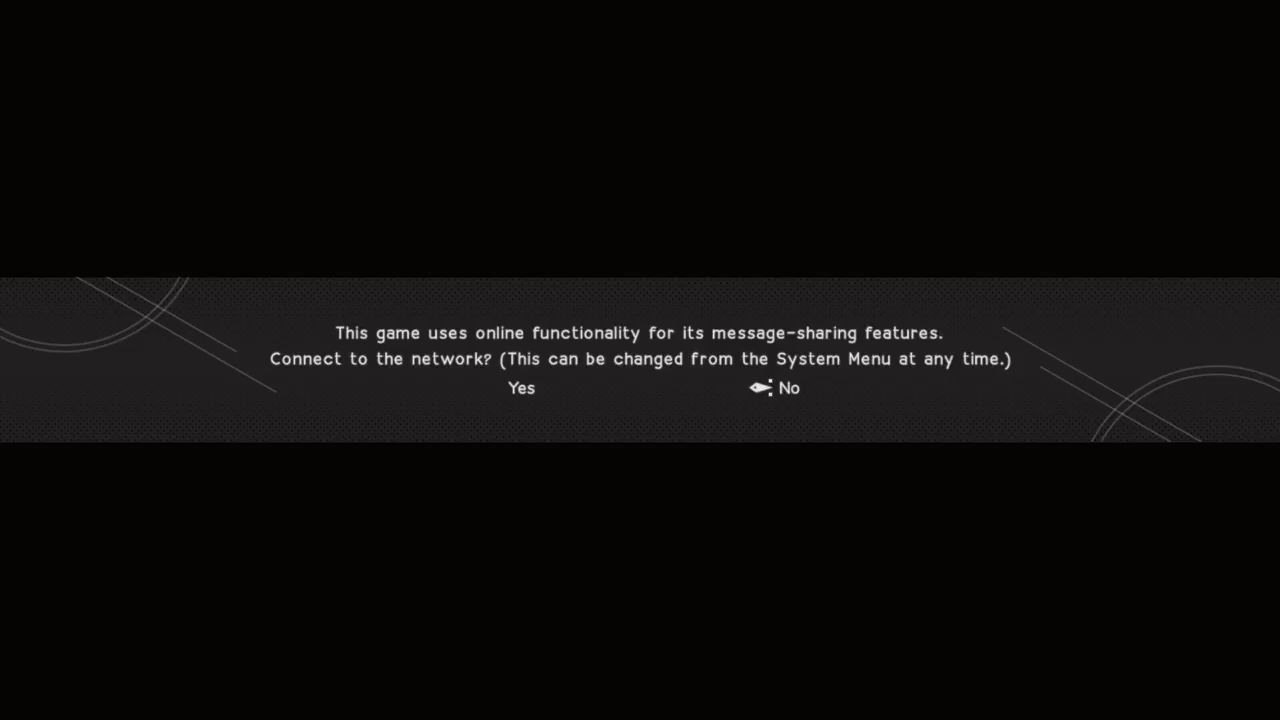 This game uses online functionality for its message-sharing features.
Connect to the network? (This can be changed from the System Menu at any time.)
Yes No